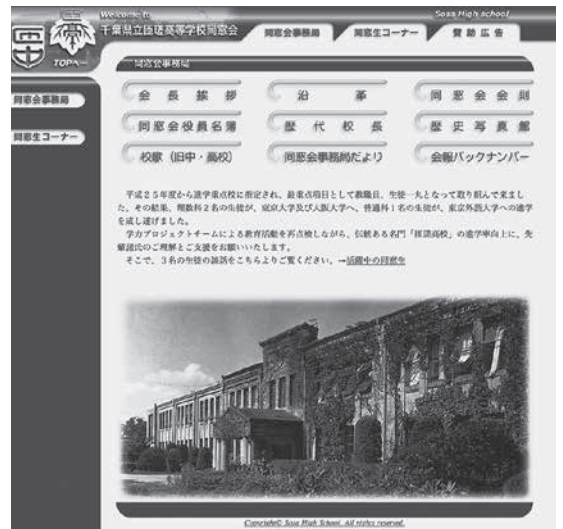 Welcome to
Sosa High school
千葉県立匝瑳高等学校同窓会
同窓会事務局
同窓生コーナー
賛助広告
TOPへ
同窓会事務局
同窓会事務局
同窓生コーナー
会長挨拶
沿革
同窓会会則
同窓会役員名簿
歴代校長
歴史写真館
校歌（旧中・高校）
同窓会事務局だより
会報バックナンバー
平成２５年度から進学重点校に指定され、最重点項目として教職員、生徒一丸となって取り組んで来まし
た。その結果、理数科２名の生徒が、東京大学及び大阪大学へ、普通科１名の生徒が、東京外語大学への進学
を成し遂げました。
学力プロジェクトチームによる教育活動を再点検しながら、伝統ある名門「匝瑳高校」の進学率向上に、先
輩諸氏のご理解とご支援をお願いいたします。
そこで、３名の生徒の談話をこちらよりご覧ください。→活躍中の同窓生
Copyright© Sosa High School. All rights reserved.